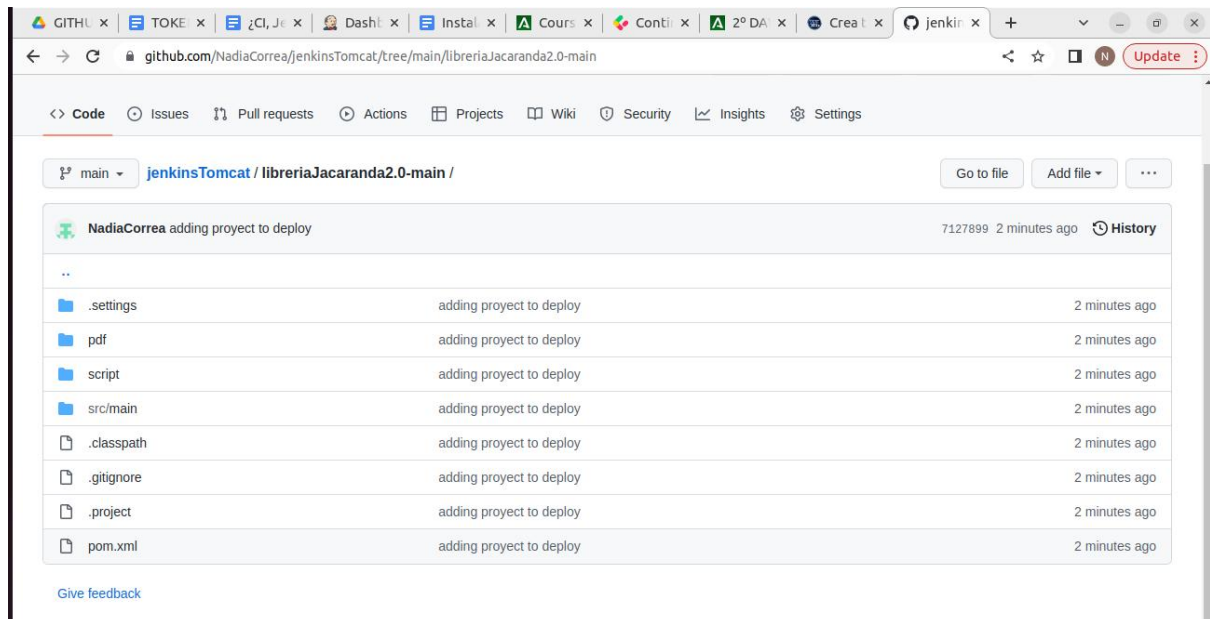 GITHU TOKE ¿CI, Je Dasht Instal Cours Conti 2º DA Crea t jenkin
github.com/NadiaCorrea/jenkinsTomcat/tree/main/libreriaJacaranda2.0-main N Update
<> Code Issues Pull requests Actions Projects Wiki Security Insights Settings
main jenkinsTomcat / libreriaJacaranda2.0-main / Go to file Add file ...
NadiaCorrea adding proyect to deploy 7127899 2 minutes ago History
..
.settings adding proyect to deploy 2 minutes ago
pdf adding proyect to deploy 2 minutes ago
script adding proyect to deploy 2 minutes ago
src/main adding proyect to deploy 2 minutes ago
.classpath adding proyect to deploy 2 minutes ago
.gitignore adding proyect to deploy 2 minutes ago
.project adding proyect to deploy 2 minutes ago
pom.xml adding proyect to deploy 2 minutes ago
Give feedback